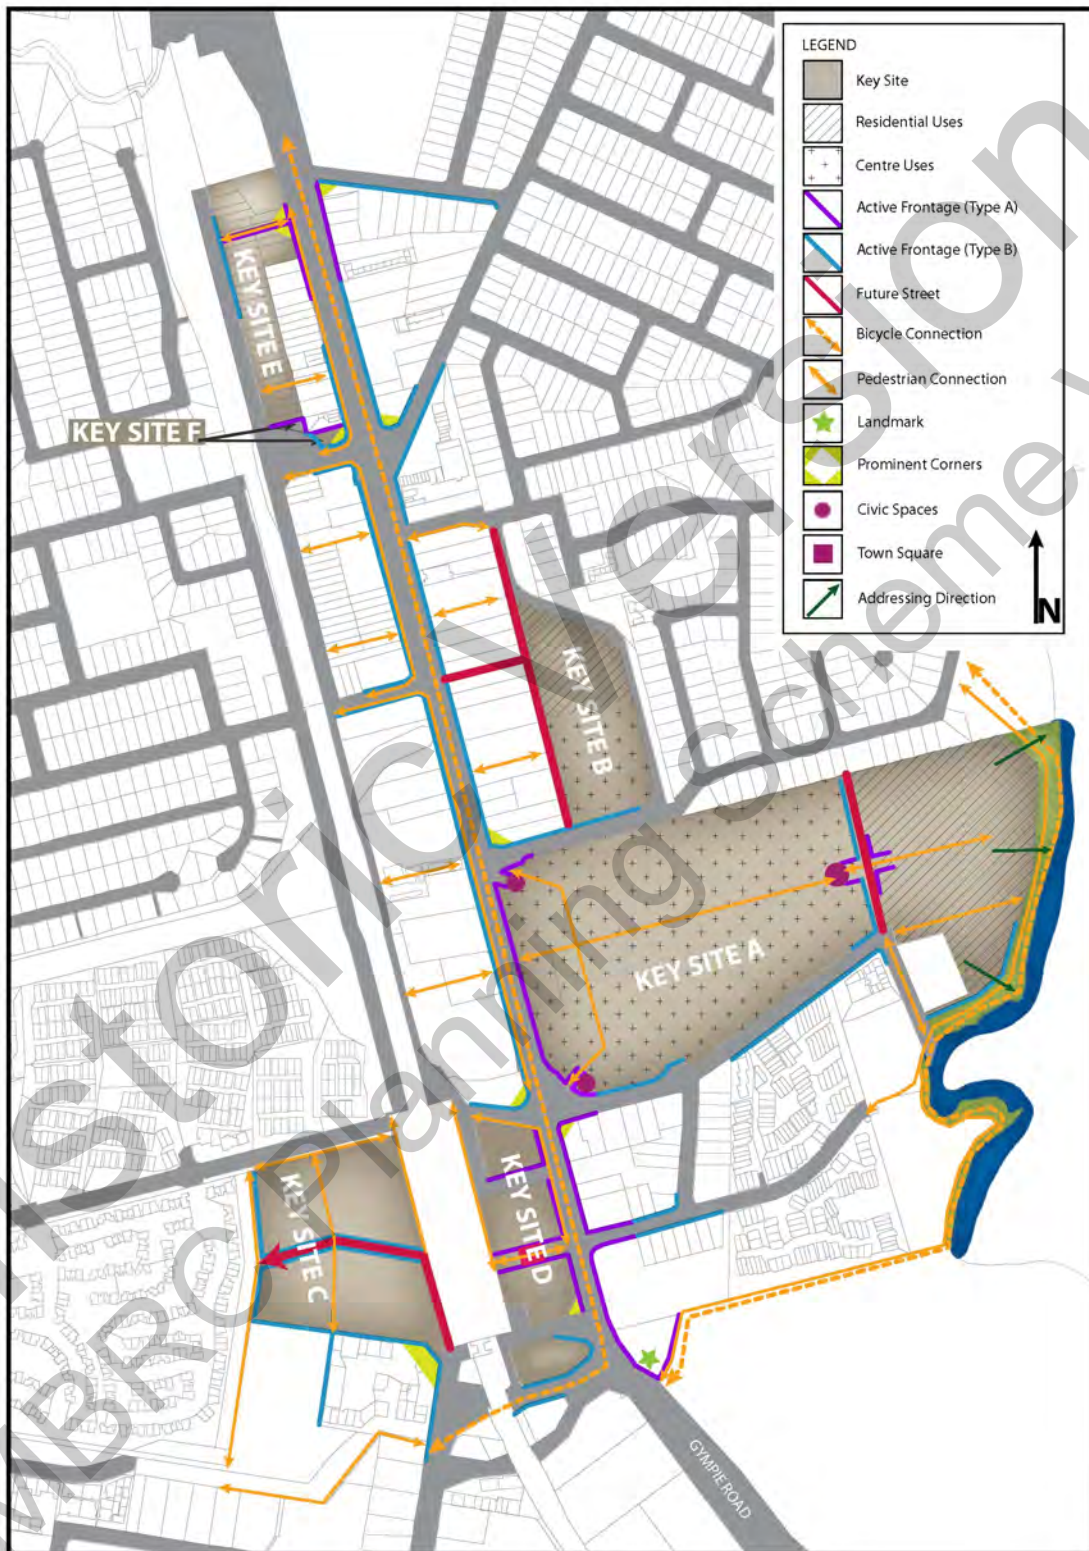 LEGEND
Key Site
Residential Uses
Centre Uses
Active Frontage (Type A)
Active Frontage (Type B)
Future Street
Bicycle Connection
Pedestrian Connection
Landmark
Prominent Corners
Civic Spaces
Town Square
Addressing Direction
N
KEY SITE E
KEY SITE F
KEY SITE B
KEY SITE A
KEY SITE D
KEY SITE C
GYMPIE ROAD
Historic Version
MBRC Planning Scheme V